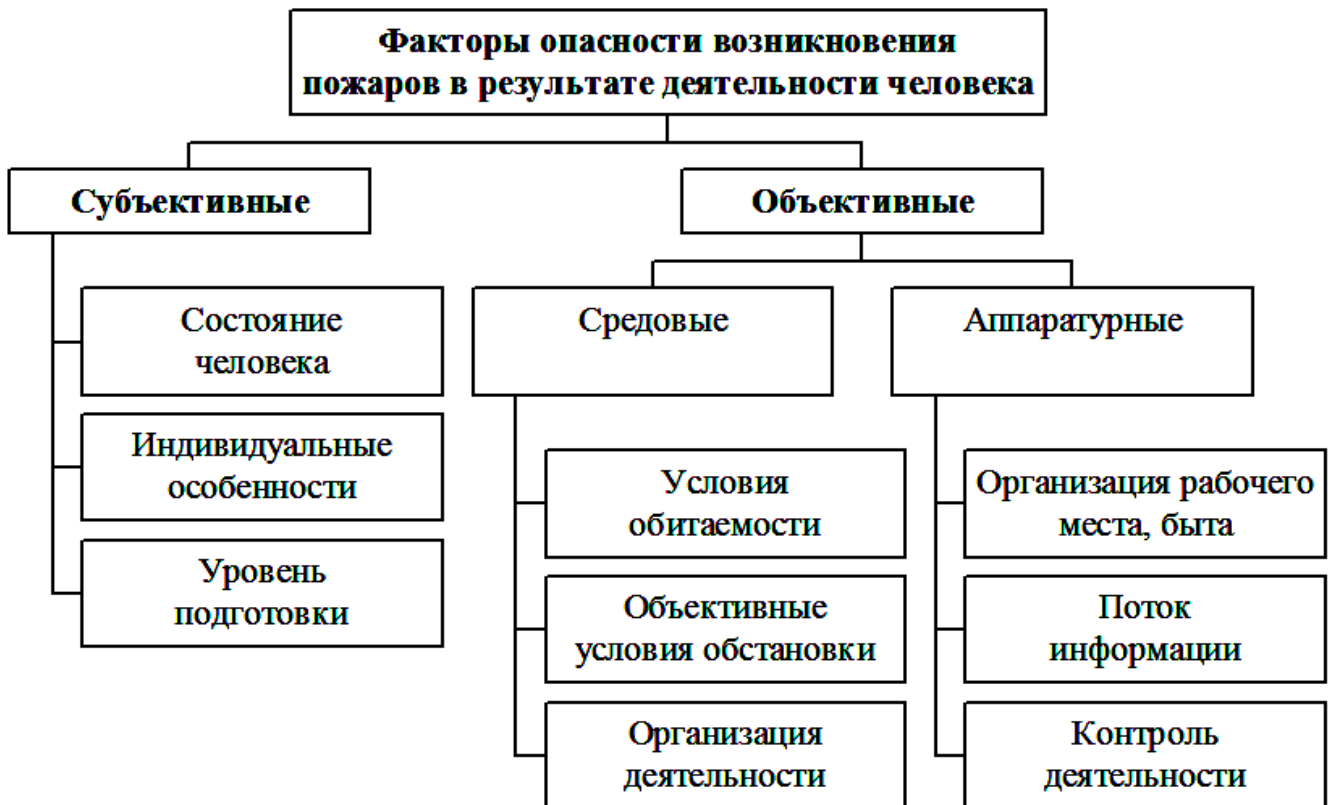 Факторы опасности возникновения
пожаров в результате деятельности человека
Субъективные
Объективные
Состояние
человека
Индивидуальные
особенности
Уровень
подготовки
Средовые
Условия
обитаемости
Объективные
условия обстановки
Организация
деятельности
Аппаратурные
Организация рабочего
места, быта
Поток
информации
Контроль
деятельности